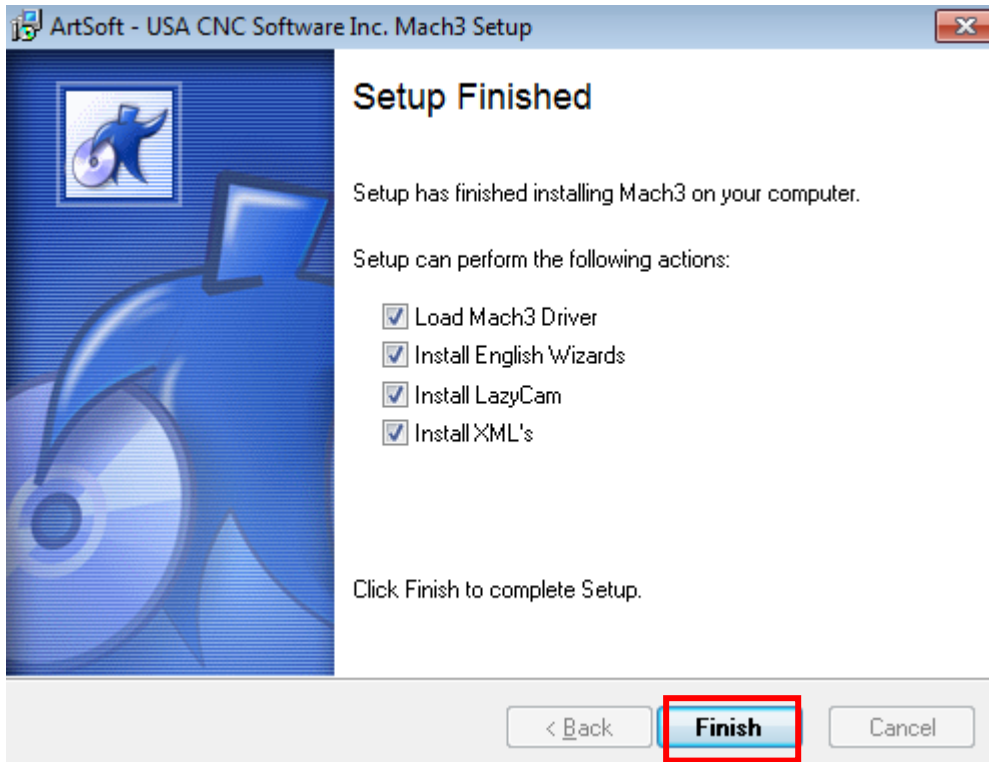 ArtSoft - USA CNC Software Inc. Mach3 Setup
Setup Finished
Setup has finished installing Mach3 on your computer.
Setup can perform the following actions:
Load Mach3 Driver
Install English Wizards
Install LazyCam
Install XML's
Click Finish to complete Setup.
< Back
Finish
Cancel